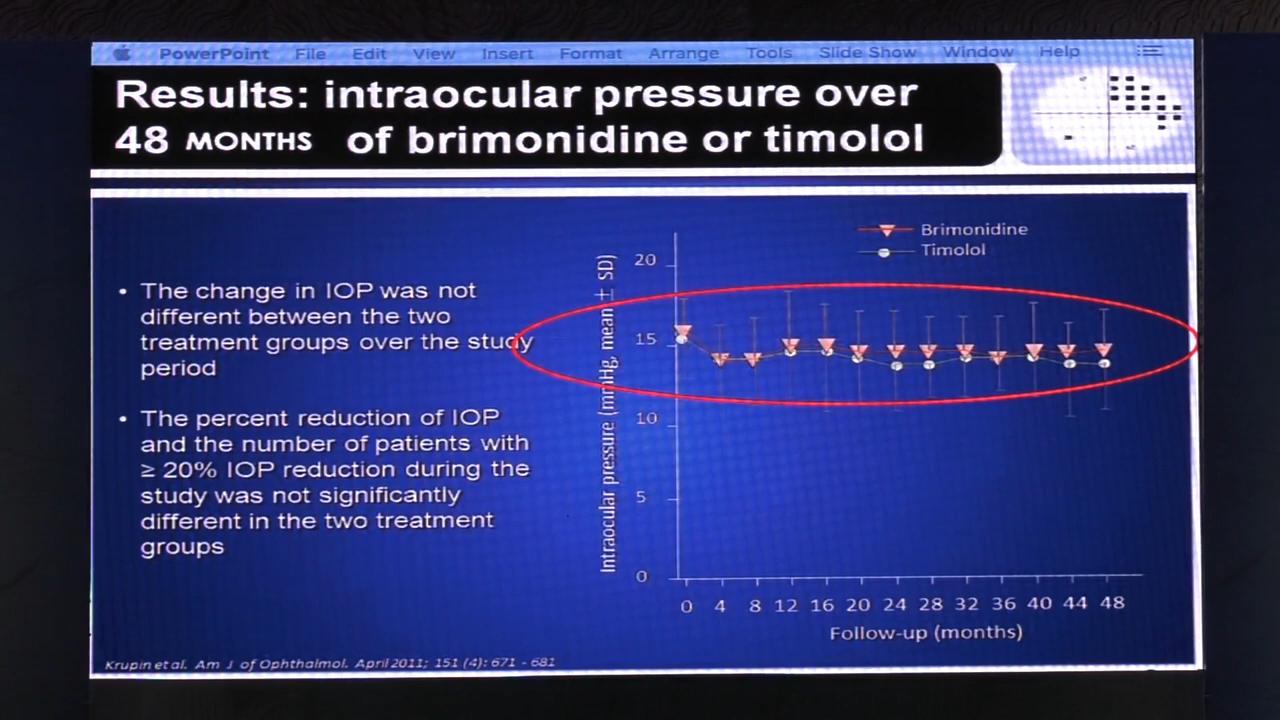 PowerPoint File Edit View Insert Format Arrange Tools Slide Show Window Help
Results: intraocular pressure over
48 MONTHS of brimonidine or timolol
• The change in IOP was not
different between the two
treatment groups over the study
period
• The percent reduction of IOP
and the number of patients with
≥ 20% IOP reduction during the
study was not significantly
different in the two treatment
groups
Brimonidine
Timolol
Intraocular pressure (mmHg, mean ± SD)
20
15
10
5
0
0 4 8 12 16 20 24 28 32 36 40 44 48
Follow-up (months)
Krupin et al. Am J of Ophthalmol. April 2011; 151 (4): 671 - 681